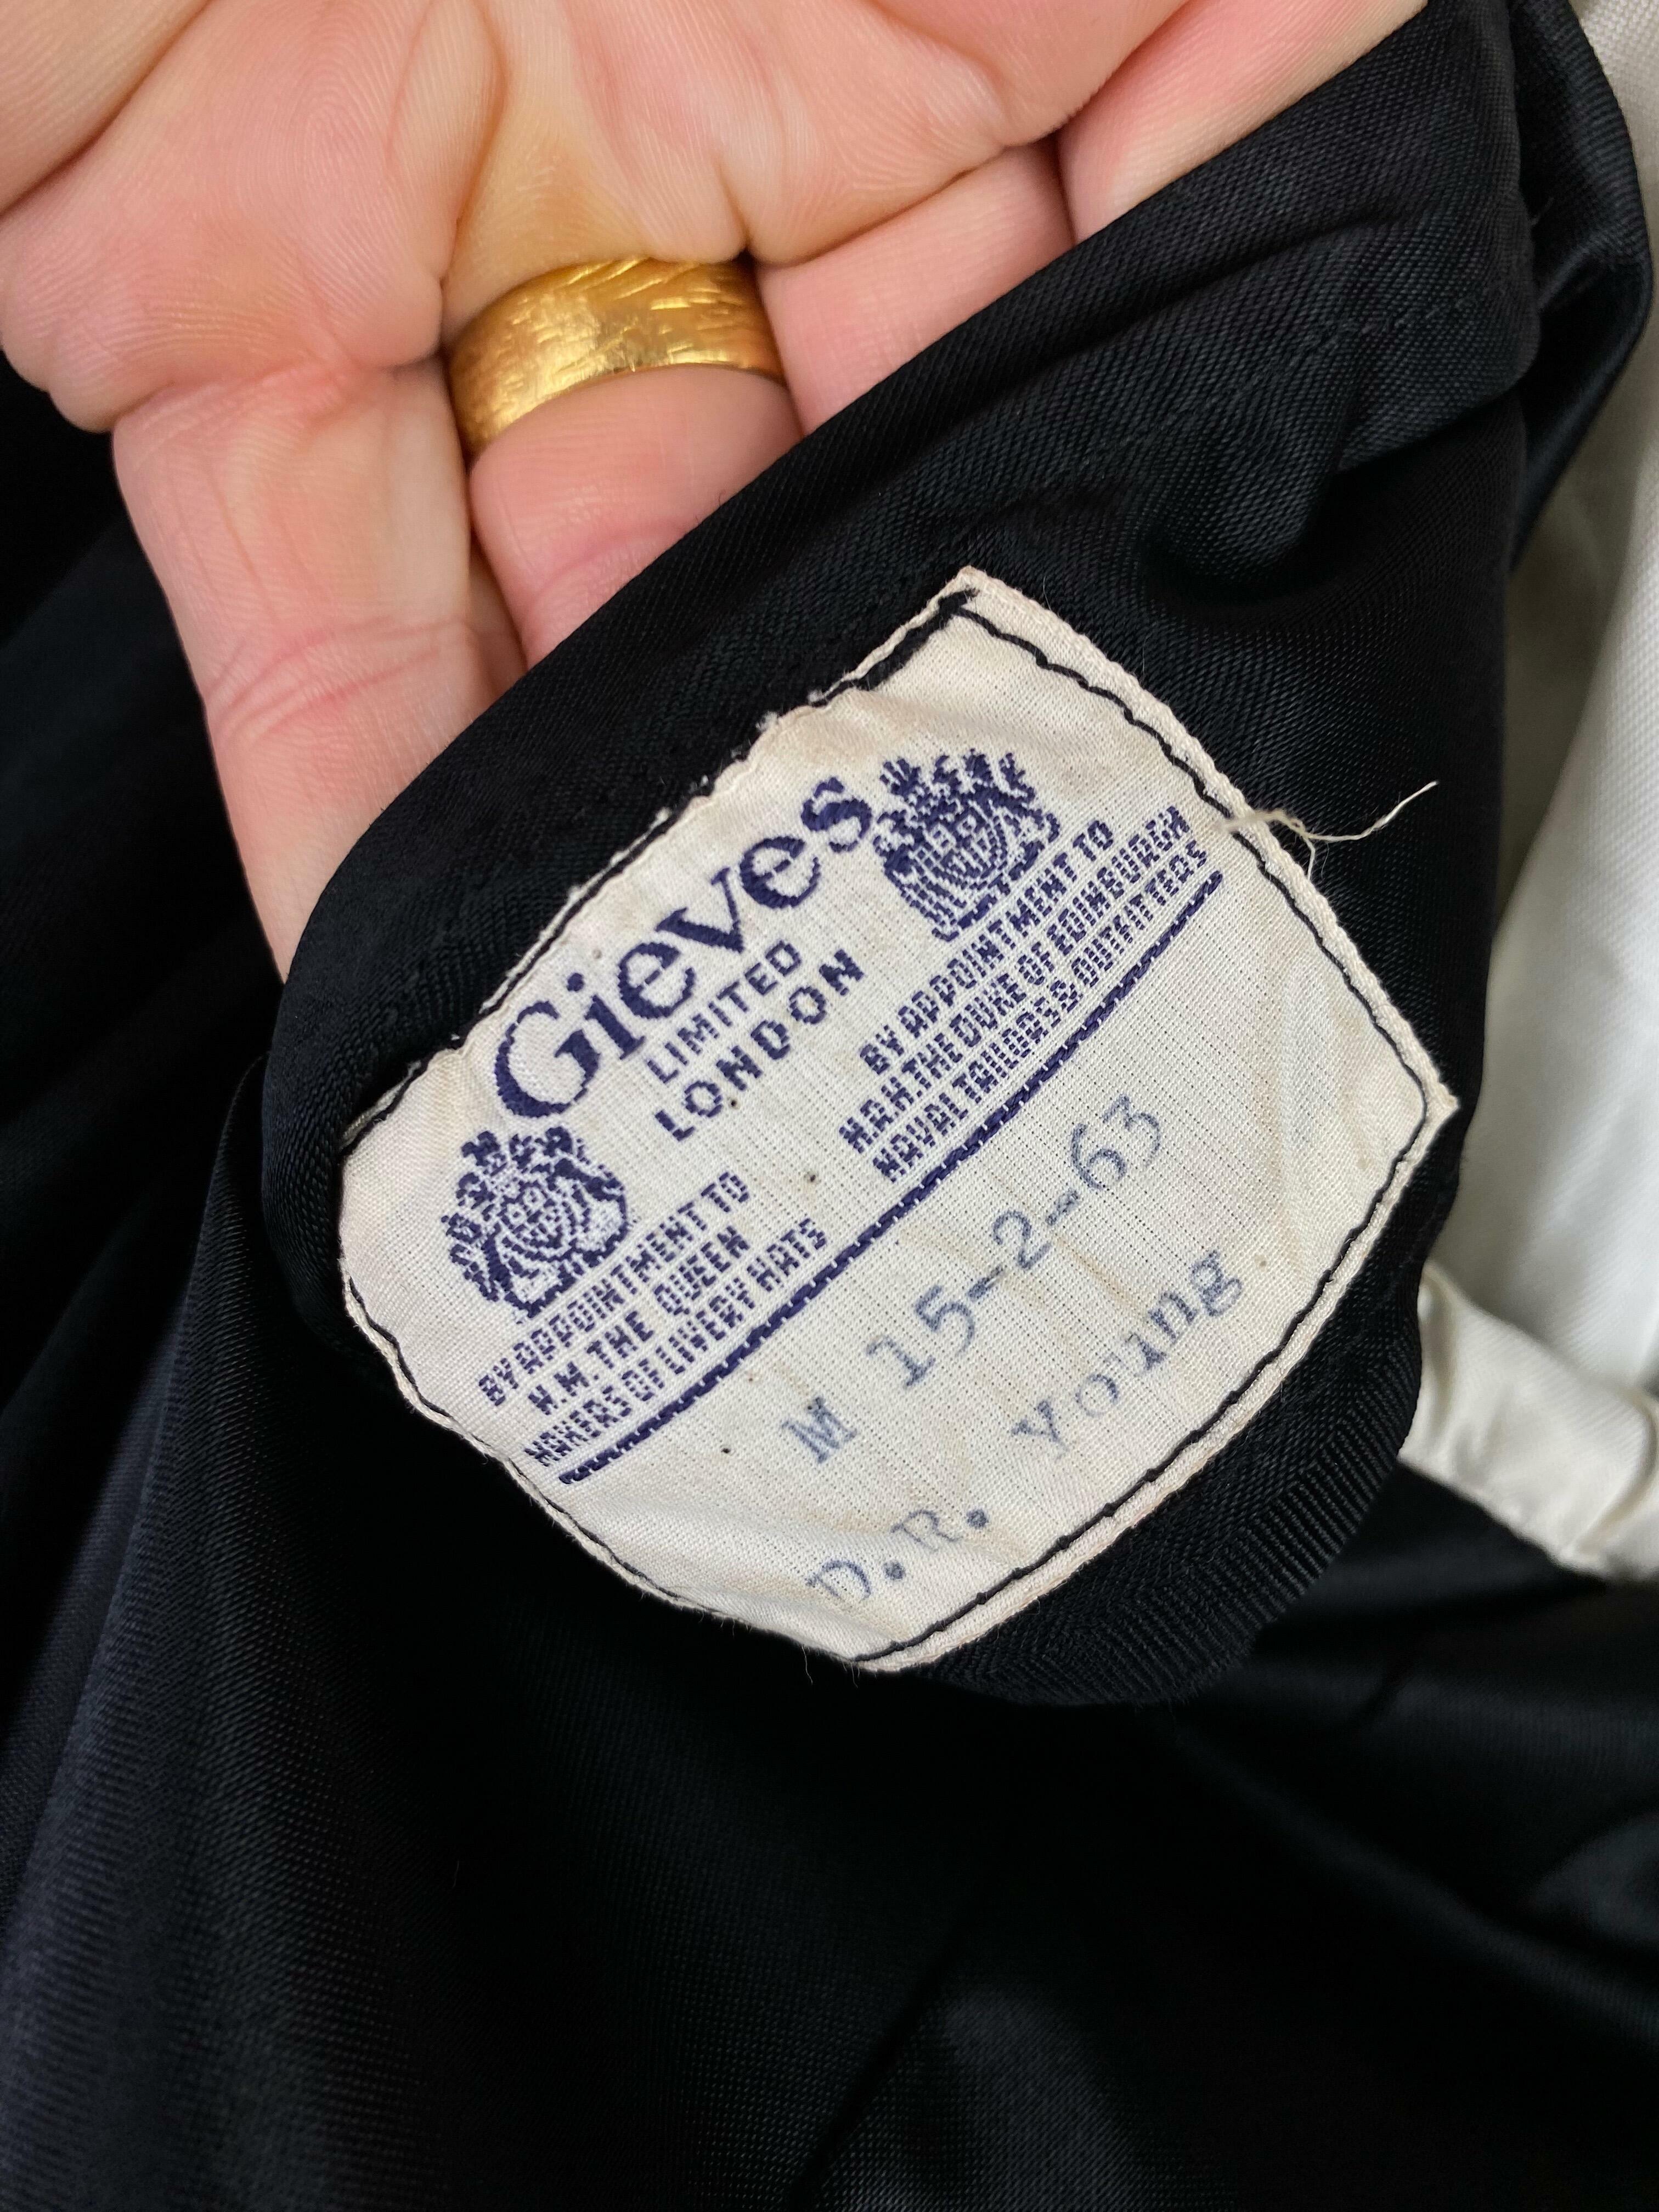 Gieves
LIMITED
LONDON
BY APPOINTMENT TO
H.M. THE QUEEN
MAKERS OF LIVERY HATS
BY APPOINTMENT TO
H.R.H. THE DUKE OF EDINBURGH
NAVAL TAILORS & OUTFITTERS
M 15-2-63
D.R. Young